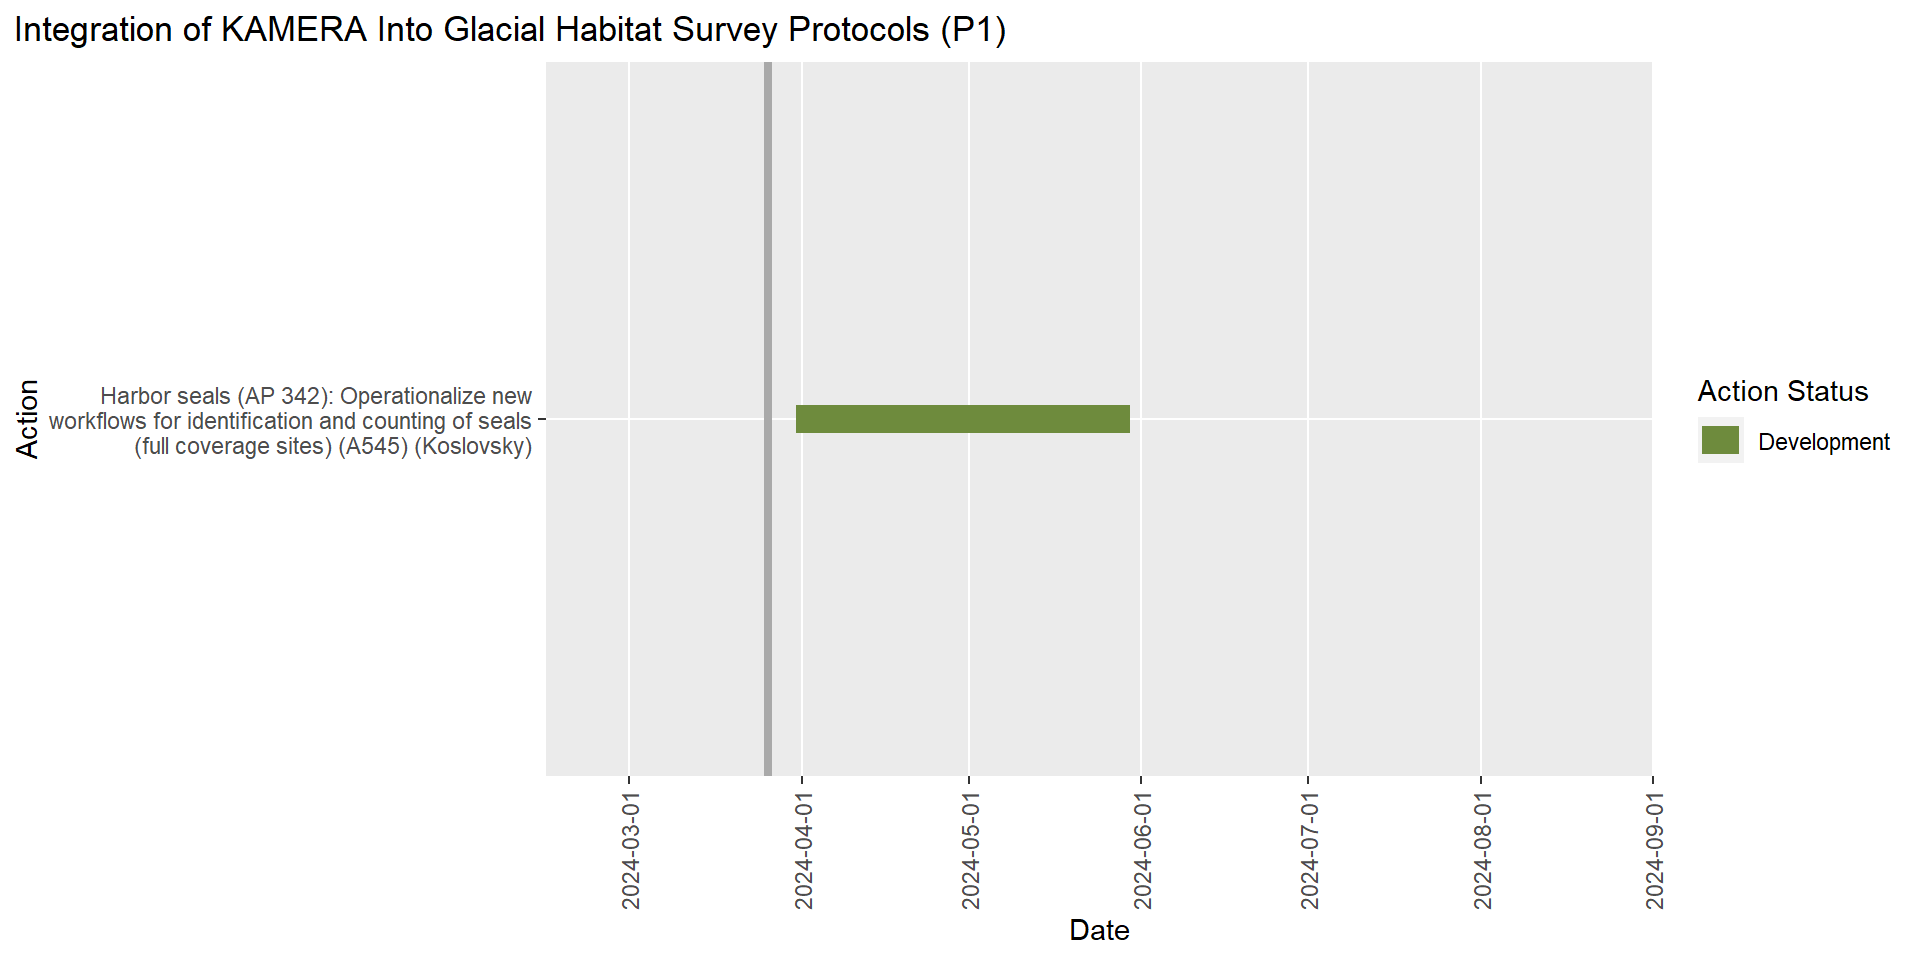 Integration of KAMERA Into Glacial Habitat Survey Protocols (P1)
Action
Harbor seals (AP 342): Operationalize new
workflows for identification and counting of seals
(full coverage sites) (A545) (Koslovsky)
Action Status
Development
2024-03-01
2024-04-01
2024-05-01
2024-06-01
2024-07-01
2024-08-01
2024-09-01
Date